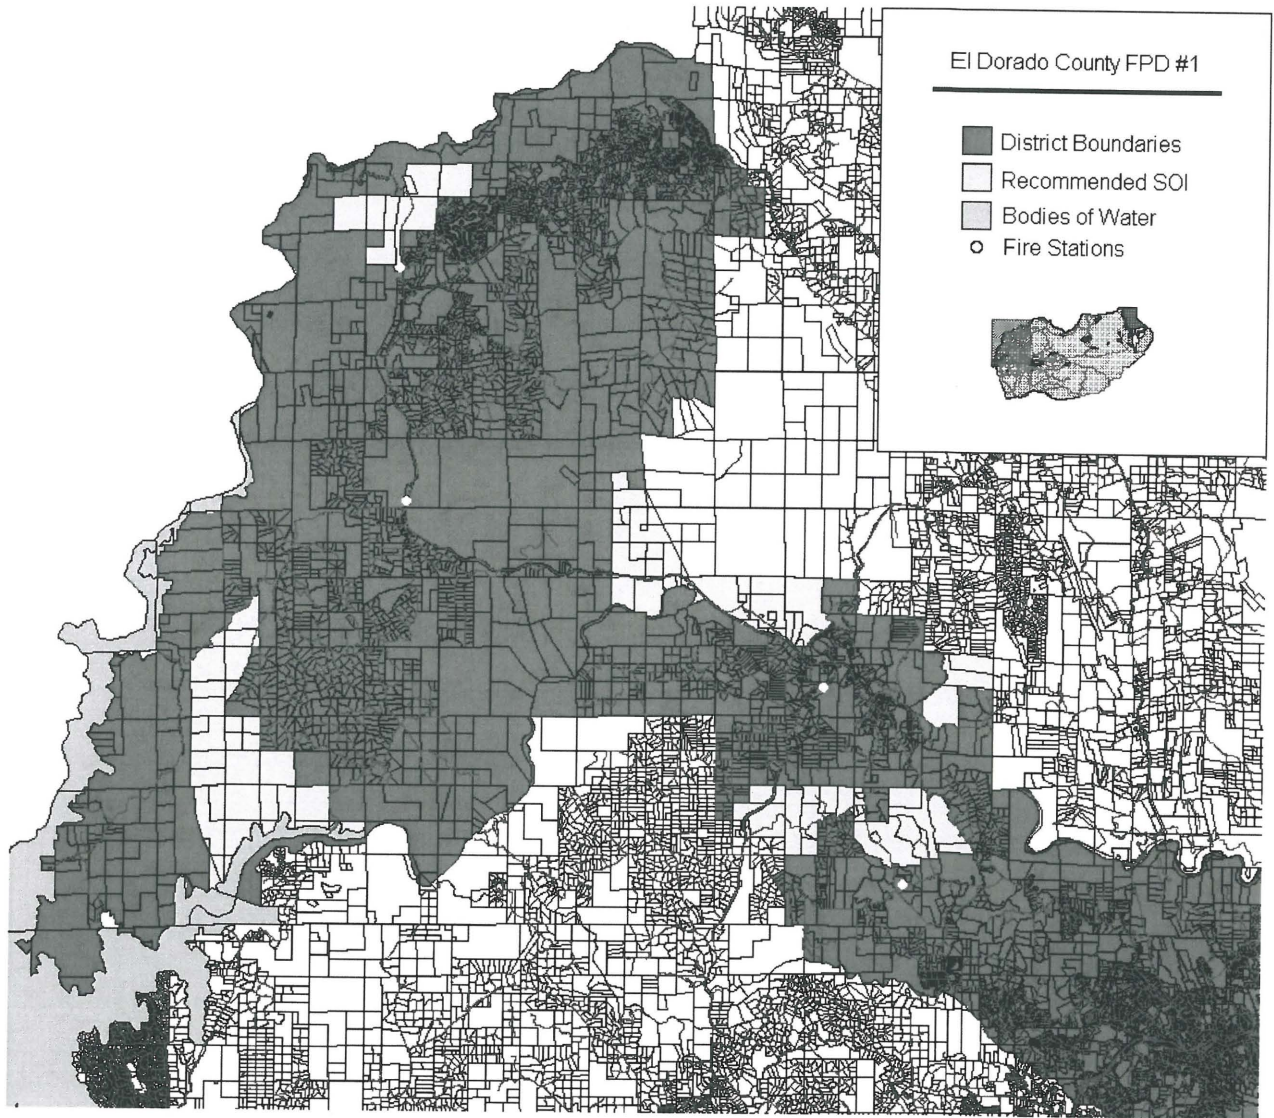 El Dorado County FPD #1
District Boundaries
Recommended SOI
Bodies of Water
Fire Stations